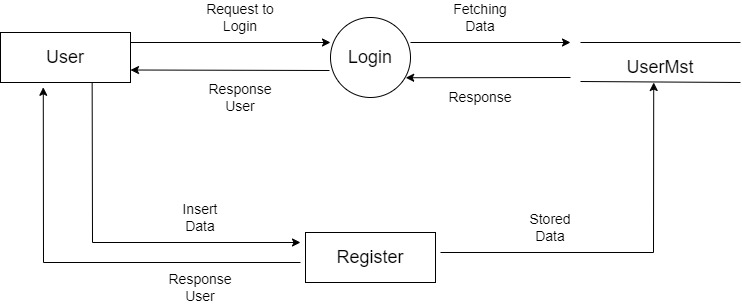 Request to
Login
Fetching
Data
User
Login
UserMst
Response
User
Response
Insert
Data
Stored
Data
Register
Response
User